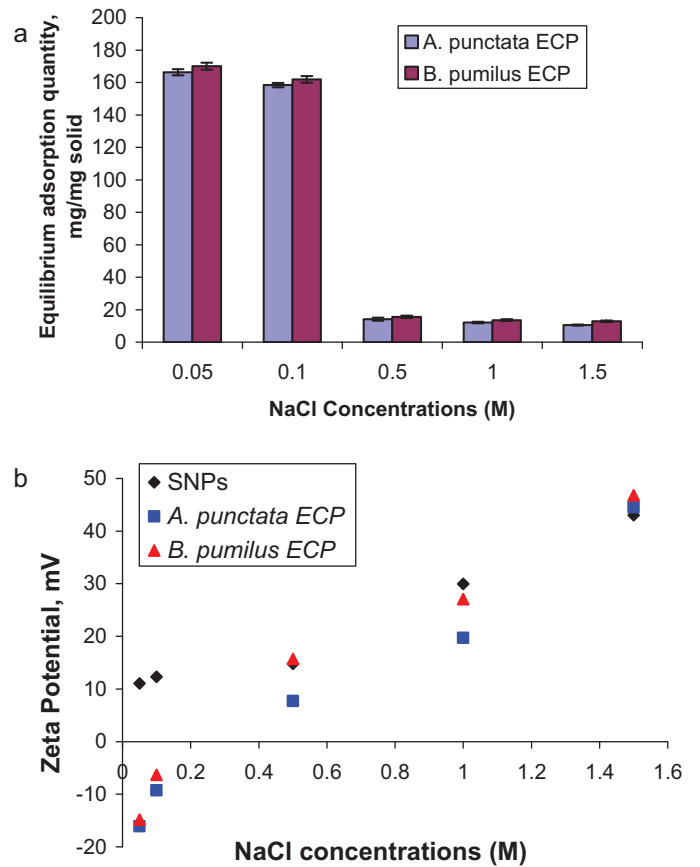 a
Equilibrium adsorption quantity,
mg/mg solid
200
180
160
140
120
100
80
60
40
20
0
A. punctata ECP
B. pumilus ECP
0.05 0.1 0.5 1 1.5
NaCl Concentrations (M)
b
Zeta Potential, mV
50
40
30
20
10
0
-10
-20
SNPs
A. punctata ECP
B. pumilus ECP
0 0.2 0.4 0.6 0.8 1 1.2 1.4 1.6
NaCl concentrations (M)